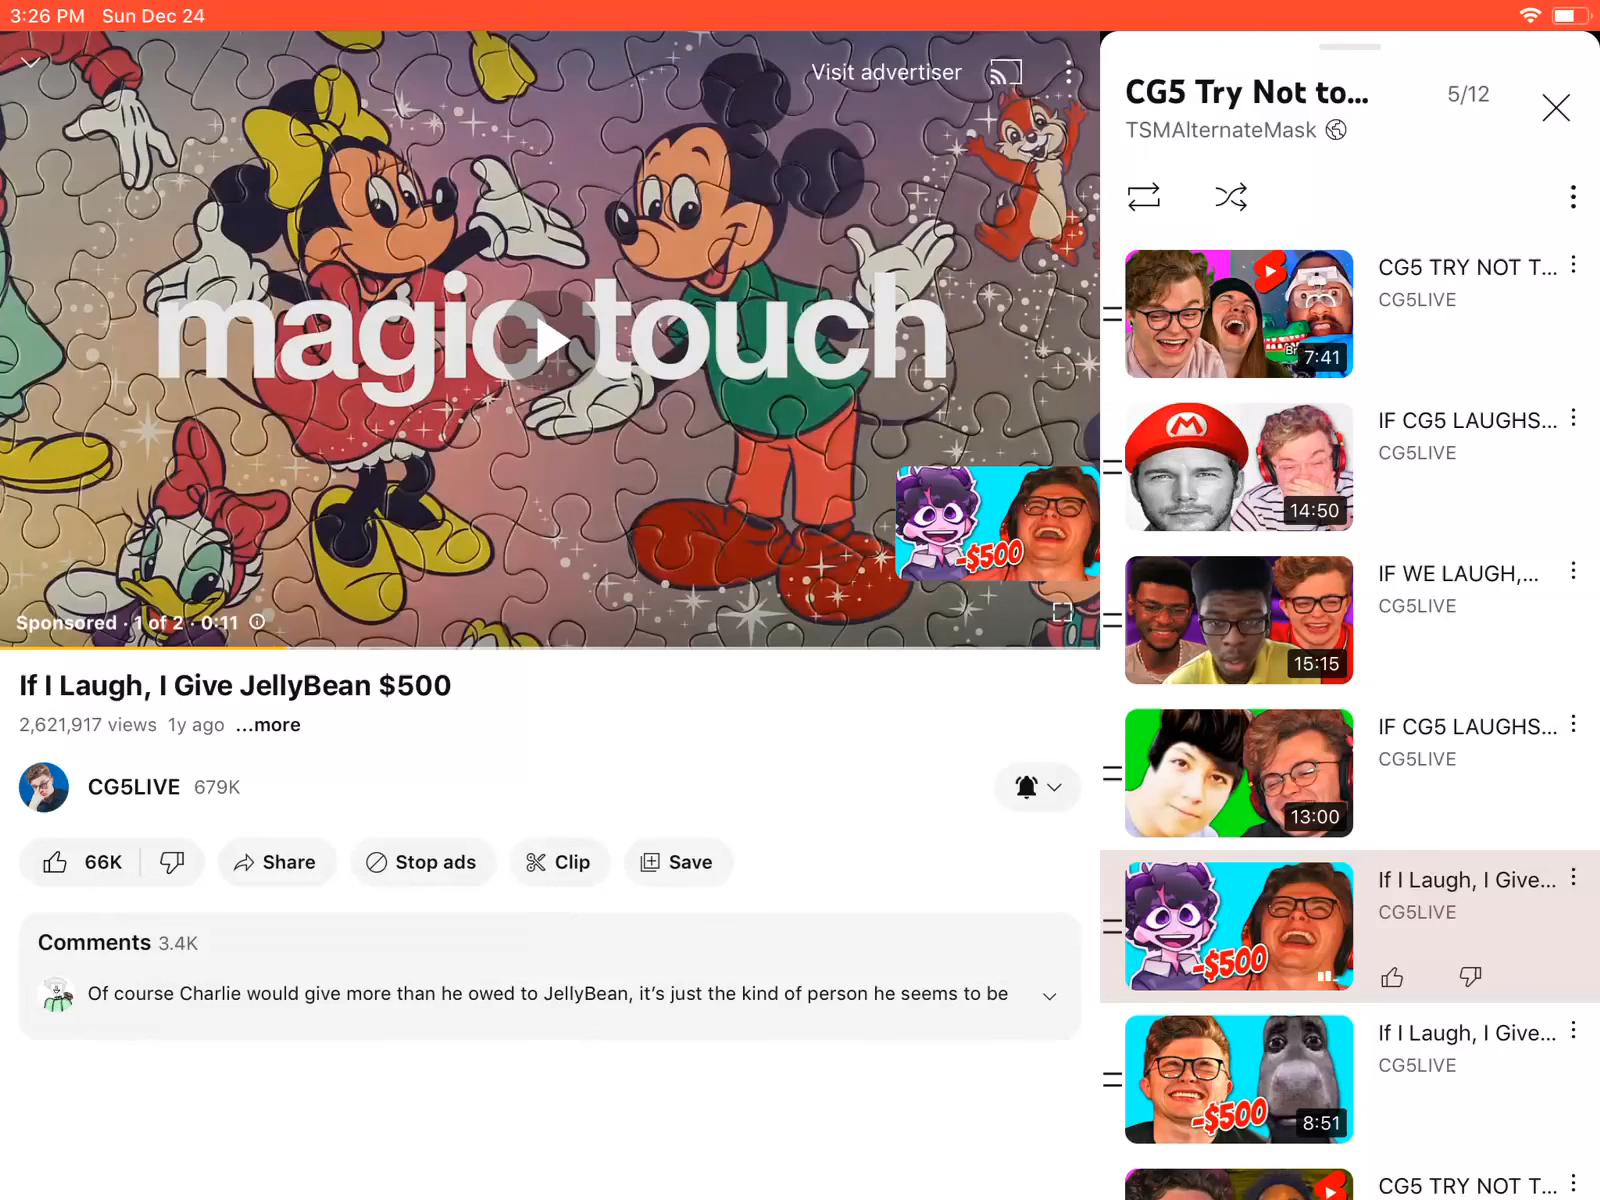 3:26 PM Sun Dec 24
Visit advertiser
magic touch
-$500
Sponsored · 1 of 2 · 0:11
If I Laugh, I Give JellyBean $500
2,621,917 views 1y ago ...more
CG5LIVE 679K
66K
Share
Stop ads
Clip
Save
Comments 3.4K
Of course Charlie would give more than he owed to JellyBean, it's just the kind of person he seems to be
CG5 Try Not to...
5/12
TSMAlternateMask
CG5 TRY NOT T...
CG5LIVE
7:41
IF CG5 LAUGHS...
CG5LIVE
M
14:50
IF WE LAUGH,...
CG5LIVE
15:15
IF CG5 LAUGHS...
CG5LIVE
13:00
If I Laugh, I Give...
CG5LIVE
-$500
If I Laugh, I Give...
CG5LIVE
-$500
8:51
CG5 TRY NOT T...